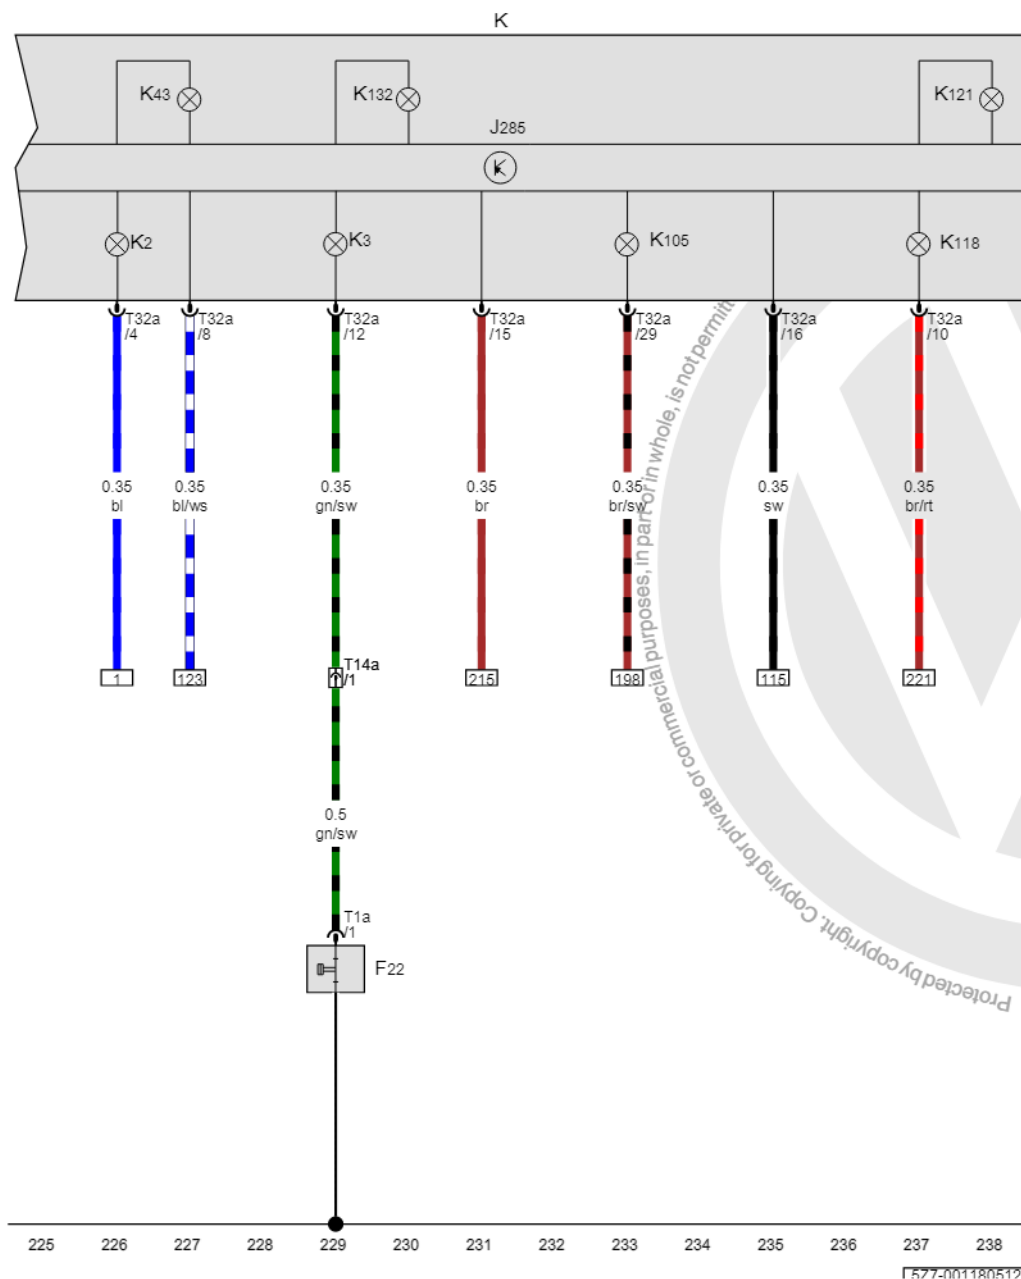 K
K43
K132
K121
J285
K2
K3
K105
K118
T32a
/4
T32a
/8
T32a
/12
T32a
/15
T32a
/29
T32a
/16
T32a
/10
0.35
bl
0.35
bl/ws
0.35
gn/sw
0.35
br
0.35
br/sw
0.35
sw
0.35
br/rt
T14a
/1
1
123
215
198
115
221
0.5
gn/sw
T1a
/1
F22
Protected by copyright. Copying for private or commercial purposes, in part or in whole, is not permitt
225 226 227 228 229 230 231 232 233 234 235 236 237 238
577-001180512